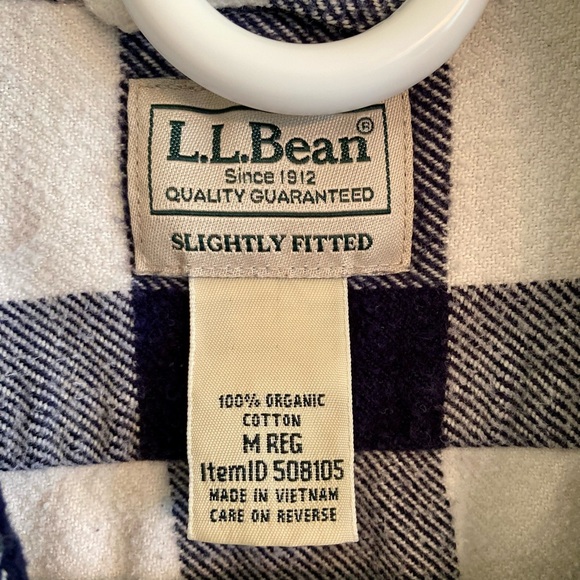 L.L.Bean®
Since 1912
QUALITY GUARANTEED
SLIGHTLY FITTED
100% ORGANIC
COTTON
M REG
ItemID 508105
MADE IN VIETNAM
CARE ON REVERSE